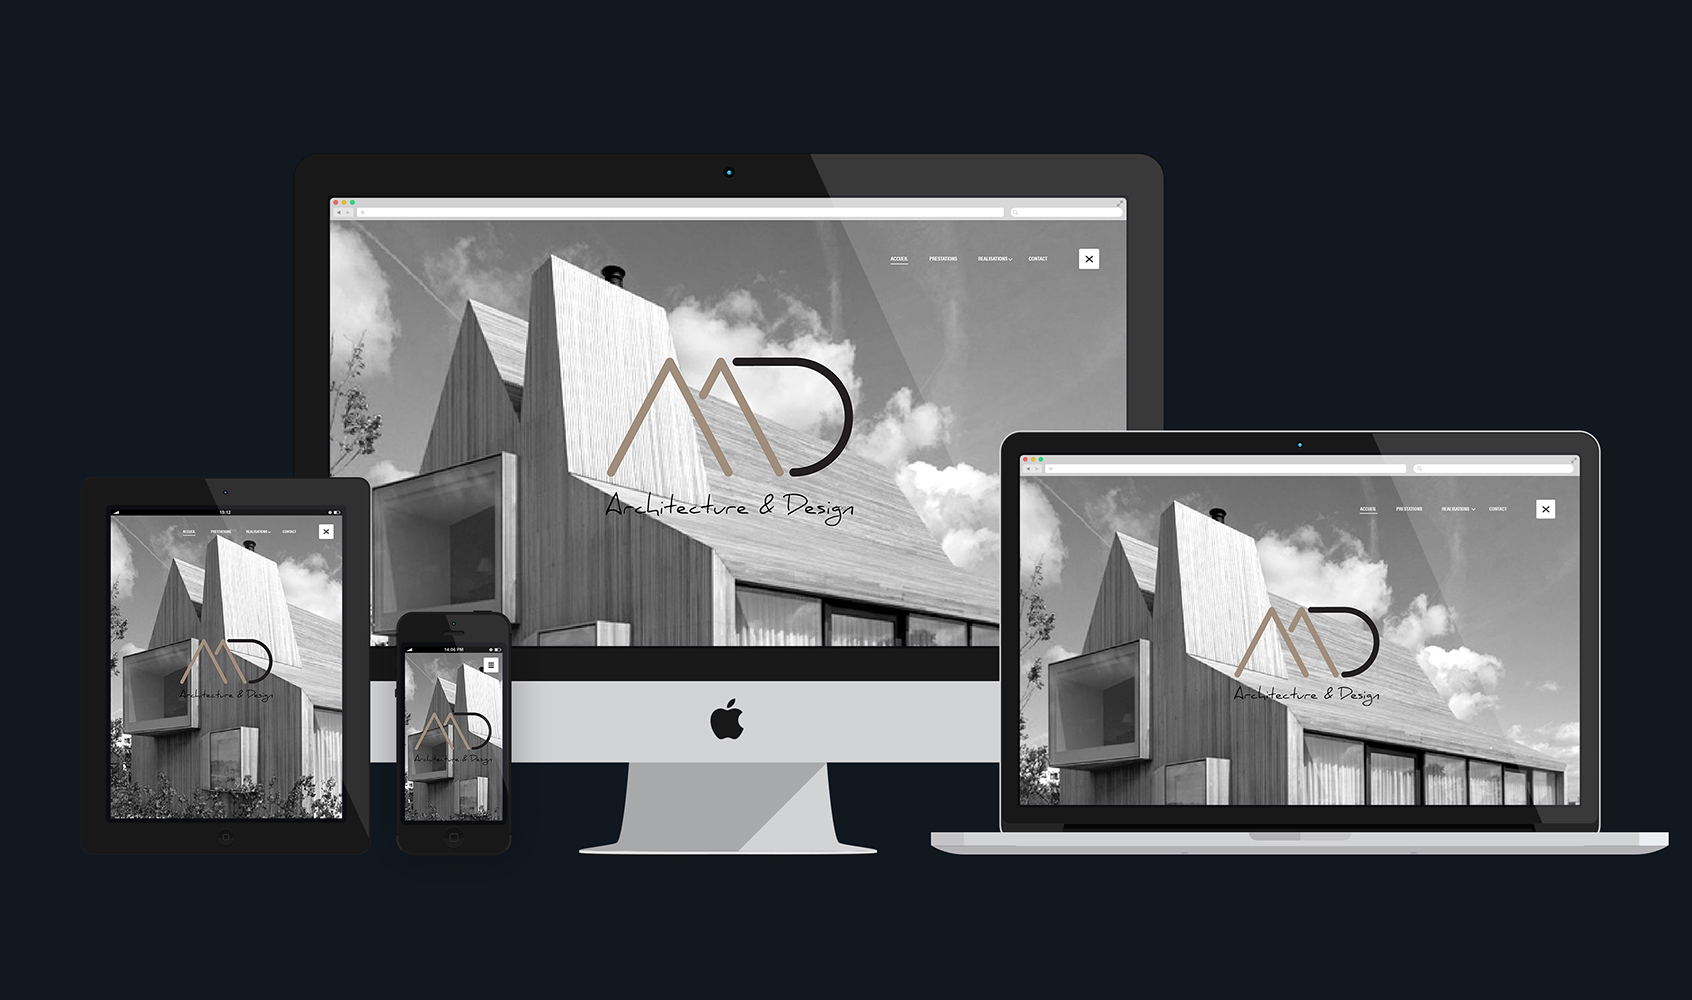 ACCUEIL PRESTATIONS REALISATIONS CONTACT
MD
Architecture & Design
15:12
ACCUEIL PRESTATIONS REALISATIONS CONTACT
MD
Architecture & Design
14:06 PM
MD
Architecture & Design
ACCUEIL PRESTATIONS REALISATIONS CONTACT
MD
Architecture & Design